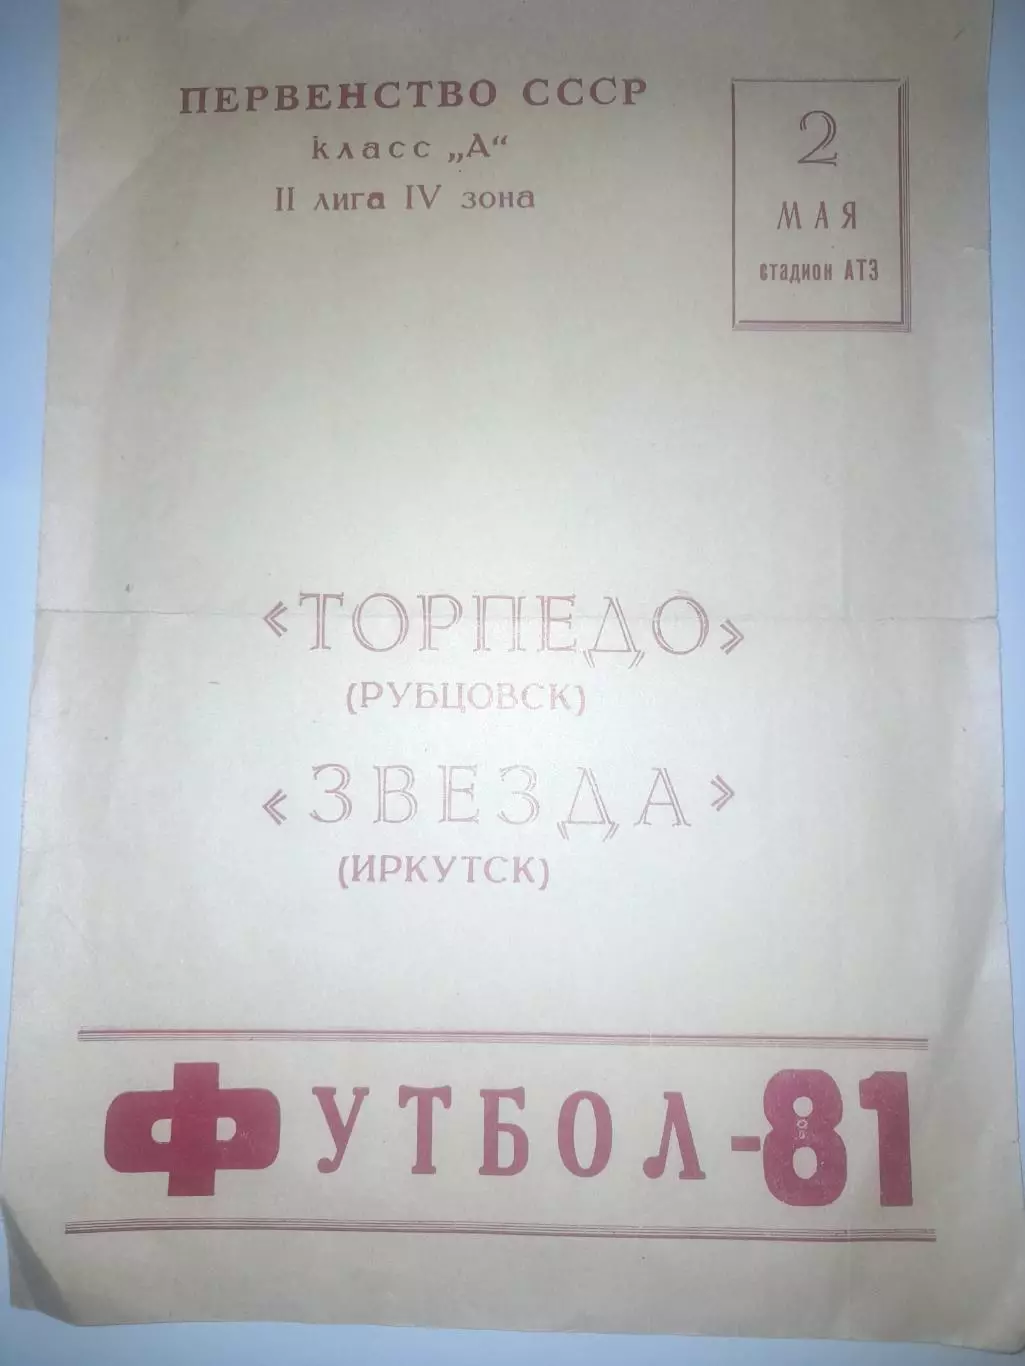 ПЕРВЕНСТВО СССР
класс „А“
II лига IV зона
2
МАЯ
стадион АТЗ
«ТОРПЕДО»
(РУБЦОВСК)
«ЗВЕЗДА»
(ИРКУТСК)
ФУТБОЛ-81